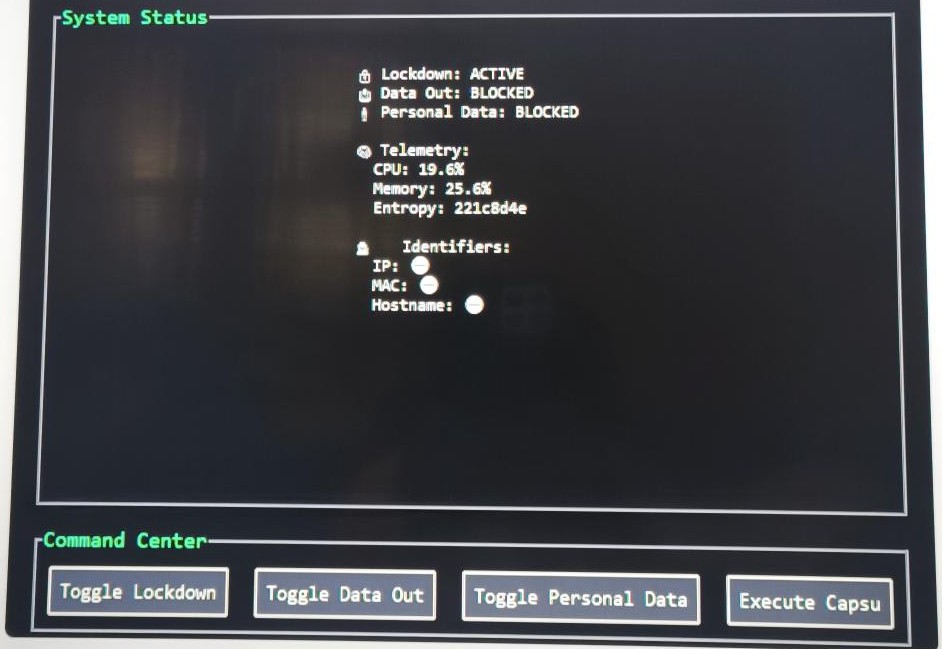 System Status
Lockdown: ACTIVE
Data Out: BLOCKED
Personal Data: BLOCKED
Telemetry:
CPU: 19.6%
Memory: 25.6%
Entropy: 221c8d4e
Identifiers:
IP:
MAC:
Hostname:
Command Center
Toggle Lockdown
Toggle Data Out
Toggle Personal Data
Execute Capsu